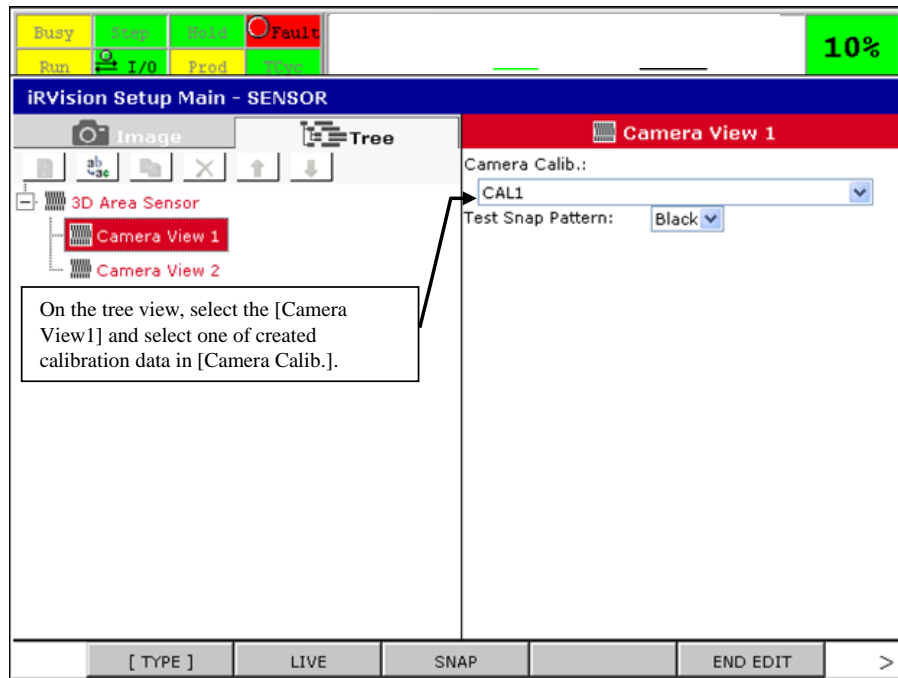 Busy Step Hold Fault
Run I/O Prod TCyc
10%
iRVision Setup Main - SENSOR
Image Tree
Camera View 1
ab
ac
Camera Calib.:
CAL1
Test Snap Pattern: Black
3D Area Sensor
Camera View 1
Camera View 2
On the tree view, select the [Camera
View1] and select one of created
calibration data in [Camera Calib.].
[ TYPE ] LIVE SNAP END EDIT >